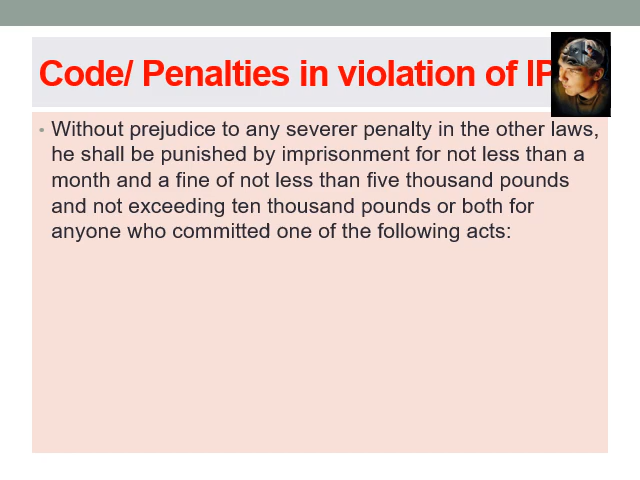 Code/ Penalties in violation of IP
• Without prejudice to any severer penalty in the other laws,
he shall be punished by imprisonment for not less than a
month and a fine of not less than five thousand pounds
and not exceeding ten thousand pounds or both for
anyone who committed one of the following acts: